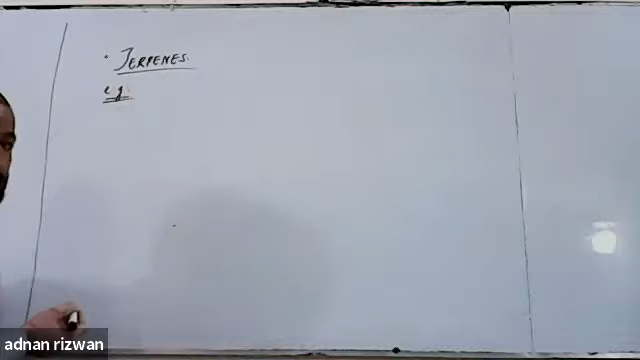 • TERPENES.
e.g.
adnan rizwan